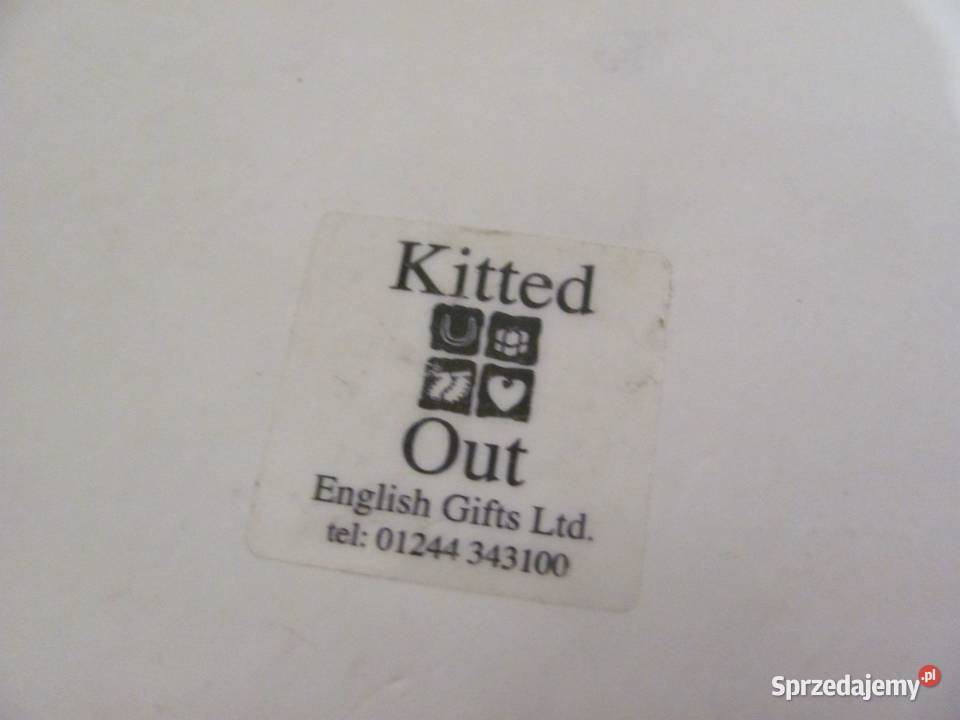 Kitted
Out
English Gifts Ltd.
tel: 01244 343100
Sprzedajemy.pl